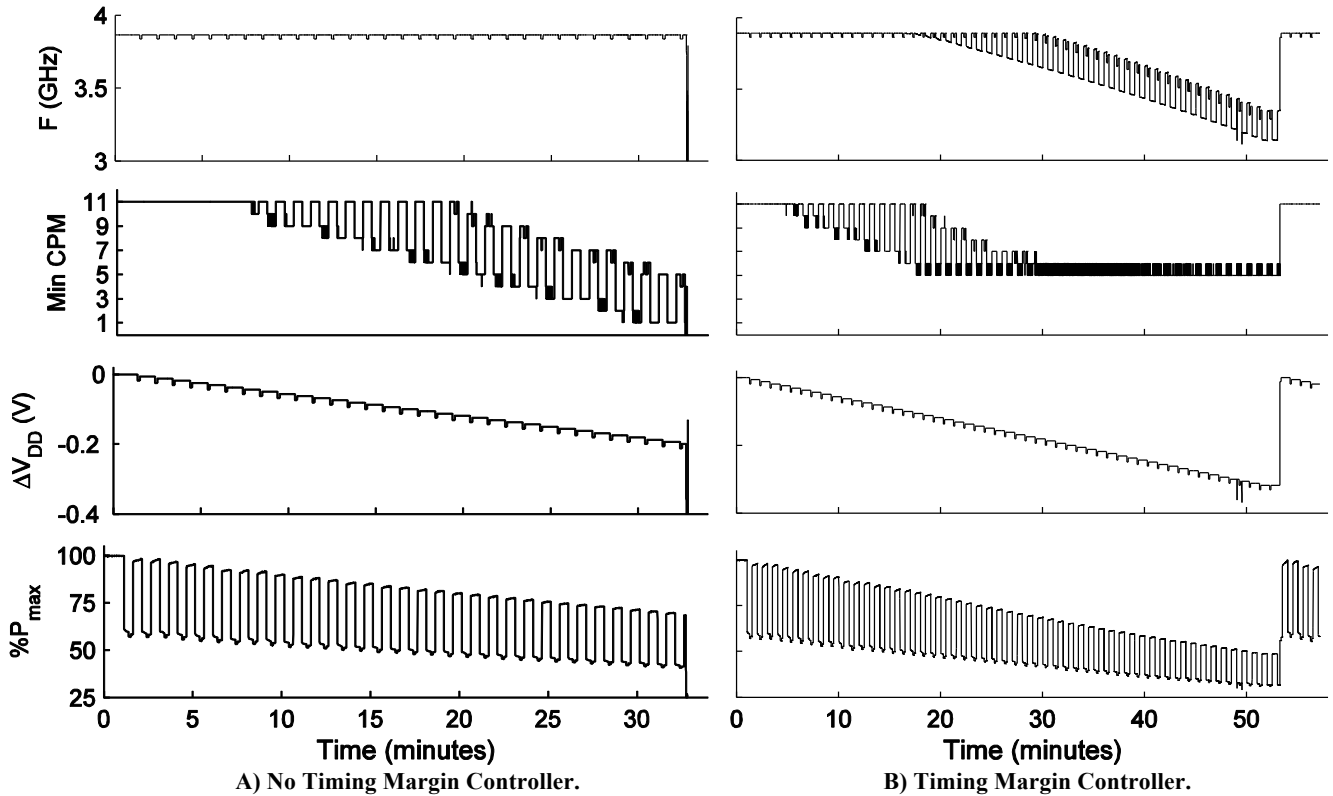 F (GHz)
4
3.5
3
Min CPM
11
9
7
5
3
1
ΔV_DD (V)
0
-0.2
-0.4
%P_max
100
75
50
25
0 5 10 15 20 25 30
Time (minutes)
A) No Timing Margin Controller.
0 10 20 30 40 50
Time (minutes)
B) Timing Margin Controller.